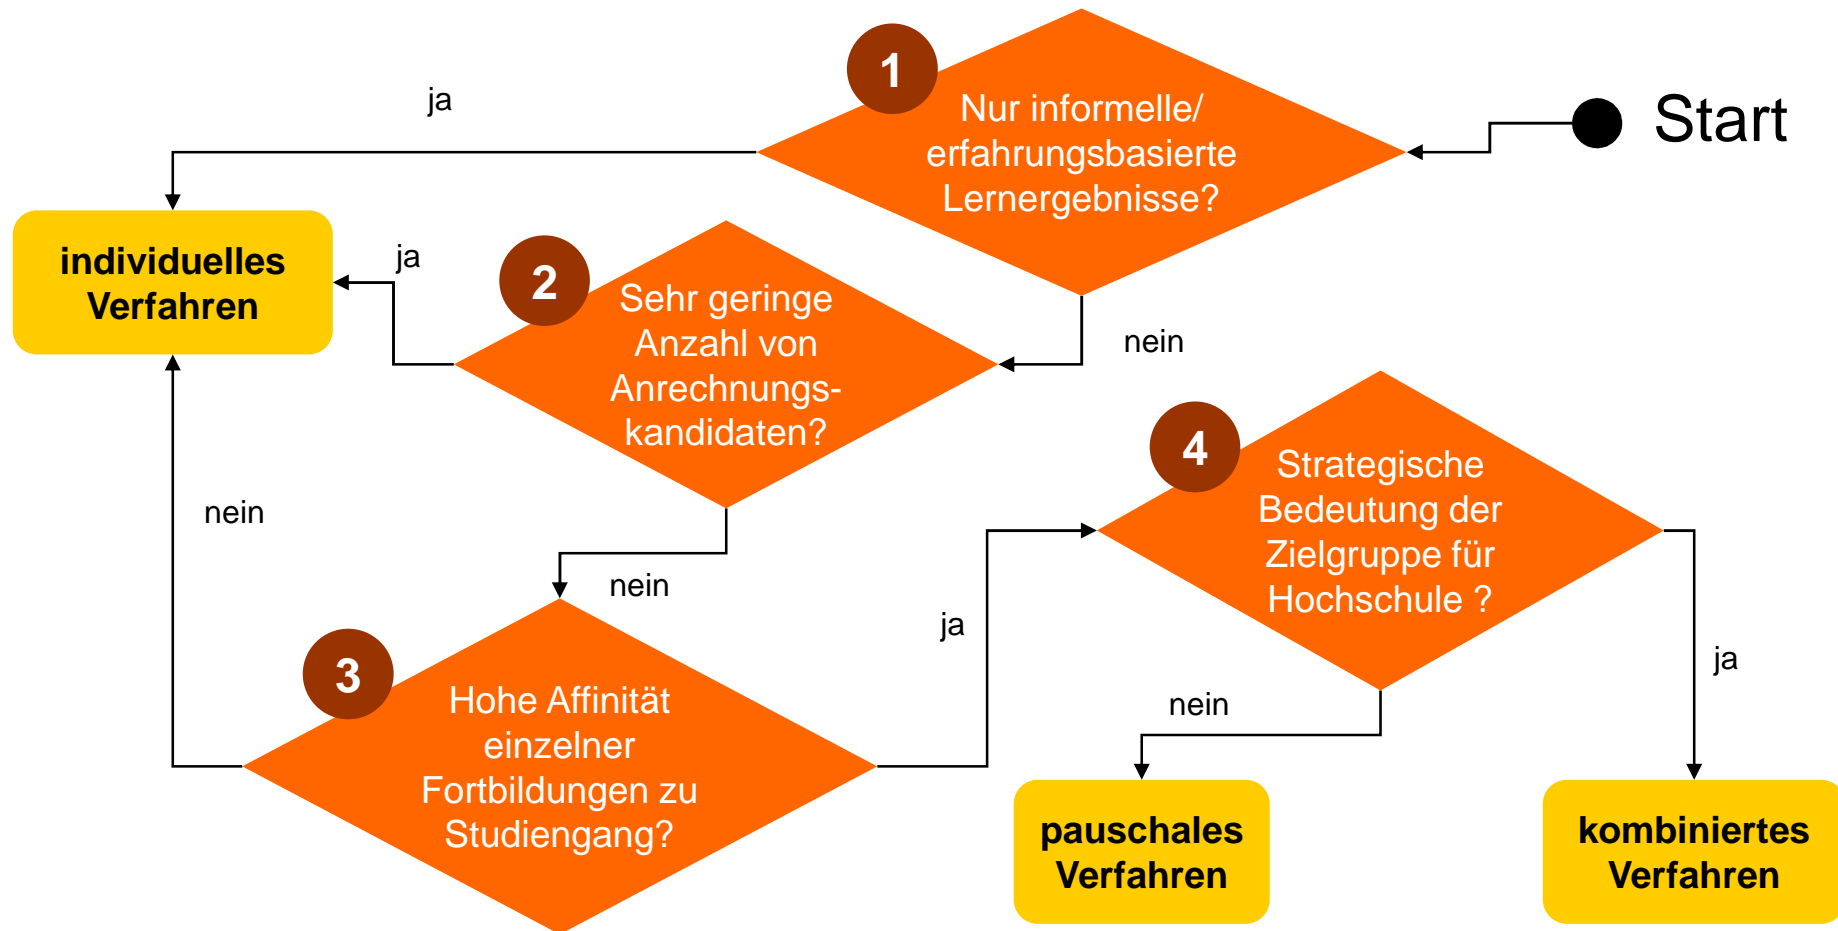 Start
1
Nur informelle/
erfahrungsbasierte
Lernergebnisse?
ja
nein
individuelles
Verfahren
2
Sehr geringe
Anzahl von
Anrechnungs-
kandidaten?
ja
nein
3
Hohe Affinität
einzelner
Fortbildungen zu
Studiengang?
nein
ja
4
Strategische
Bedeutung der
Zielgruppe für
Hochschule ?
nein
ja
pauschales
Verfahren
kombiniertes
Verfahren